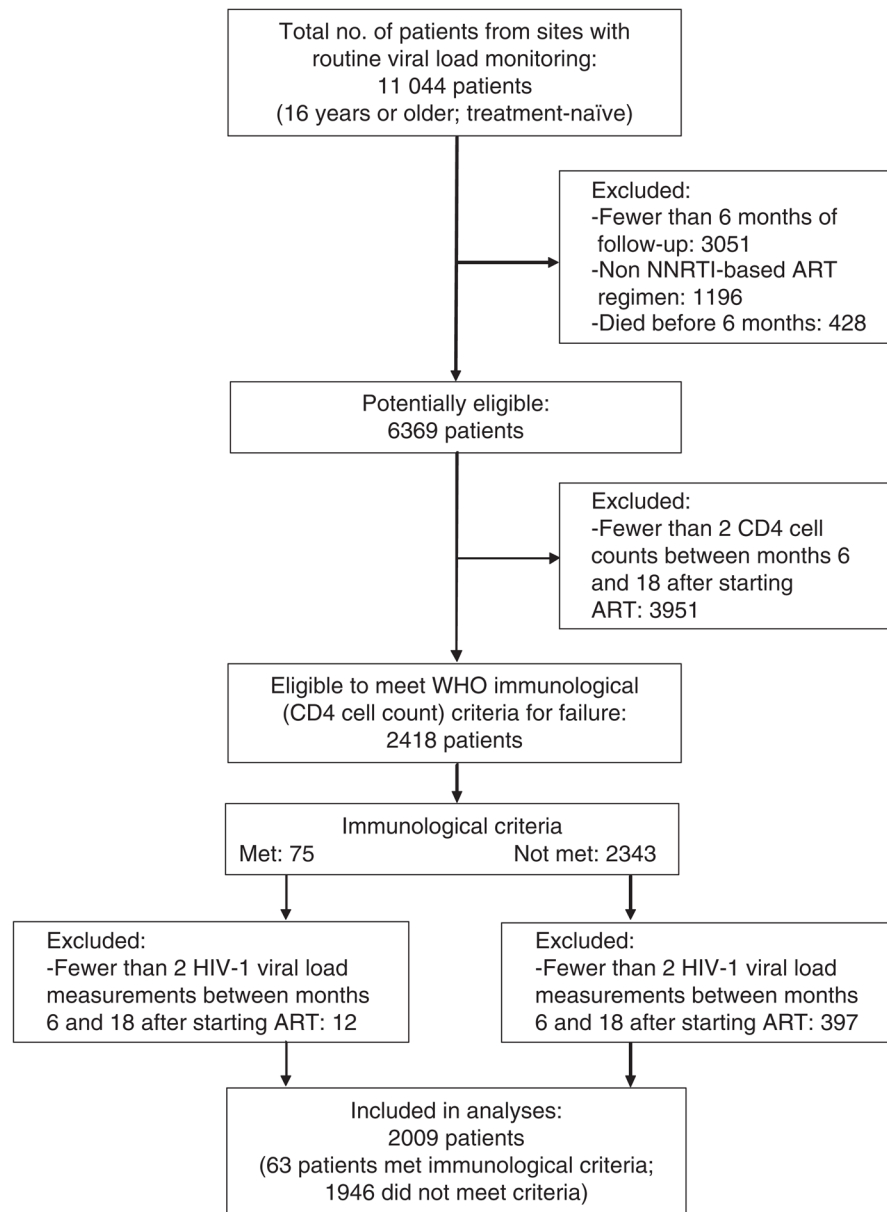 Total no. of patients from sites with
routine viral load monitoring:
11 044 patients
(16 years or older; treatment-naïve)
Excluded:
-Fewer than 6 months of
follow-up: 3051
-Non NNRTI-based ART
regimen: 1196
-Died before 6 months: 428
Potentially eligible:
6369 patients
Excluded:
-Fewer than 2 CD4 cell
counts between months 6
and 18 after starting
ART: 3951
Eligible to meet WHO immunological
(CD4 cell count) criteria for failure:
2418 patients
Immunological criteria
Met: 75 Not met: 2343
Excluded:
-Fewer than 2 HIV-1 viral load
measurements between months
6 and 18 after starting ART: 12
Excluded:
-Fewer than 2 HIV-1 viral load
measurements between months
6 and 18 after starting ART: 397
Included in analyses:
2009 patients
(63 patients met immunological criteria;
1946 did not meet criteria)